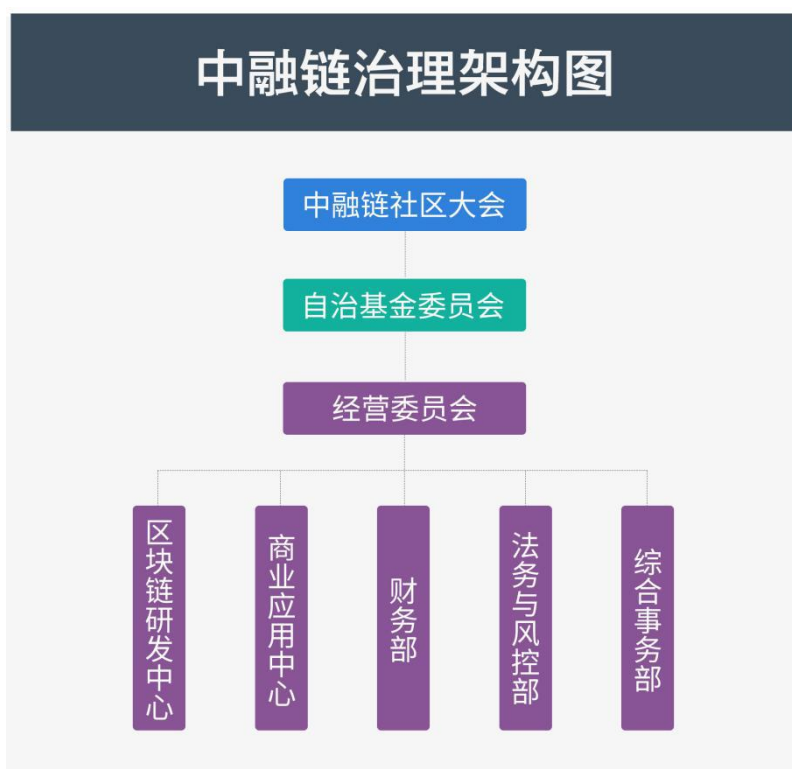 中融链治理架构图
中融链社区大会
自治基金委员会
经营委员会
区块链研发中心
商业应用中心
财务部
法务与风控部
综合事务部